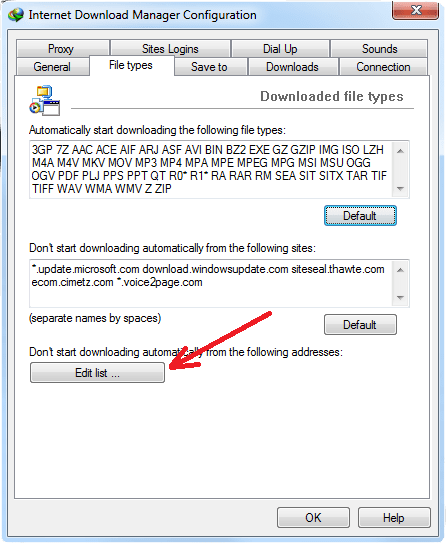 Internet Download Manager Configuration
Proxy Sites Logins Dial Up Sounds
General File types Save to Downloads Connection
Downloaded file types
Automatically start downloading the following file types:
3GP 7Z AAC ACE AIF ARJ ASF AVI BIN BZ2 EXE GZ GZIP IMG ISO LZH
M4A M4V MKV MOV MP3 MP4 MPA MPE MPEG MPG MSI MSU OGG
OGV PDF PLJ PPS PPT QT R0* R1* RA RAR RM SEA SIT SITX TAR TIF
TIFF WAV WMA WMV Z ZIP
Default
Don't start downloading automatically from the following sites:
*.update.microsoft.com download.windowsupdate.com siteseal.thawte.com
ecom.cimetz.com *.voice2page.com
(separate names by spaces)
Default
Don't start downloading automatically from the following addresses:
Edit list ...
OK Help